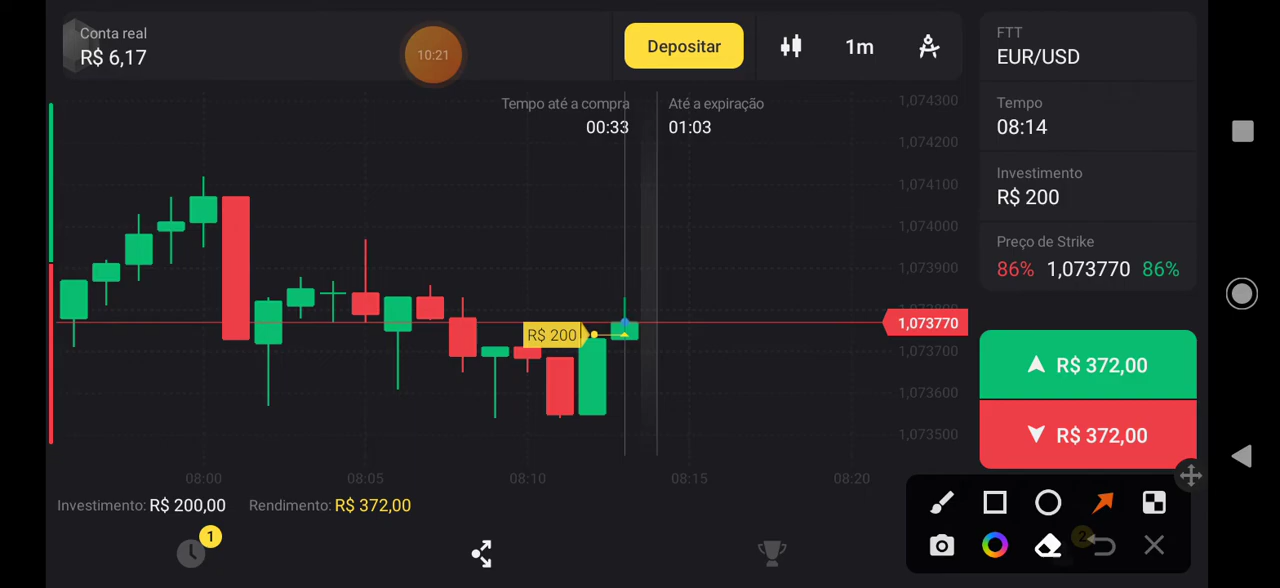 Conta real
R$ 6,17
10:21
Depositar
1m
FTT
EUR/USD
Tempo
08:14
Investimento
R$ 200
Preço de Strike
86% 1,073770 86%
R$ 372,00
R$ 372,00
Tempo até a compra
00:33
Até a expiração
01:03
1,074300
1,074200
1,074100
1,074000
1,073900
1,073770
1,073700
1,073600
1,073500
R$ 200
08:00
08:05
08:10
08:15
08:20
Investimento: R$ 200,00
Rendimento: R$ 372,00
1
2